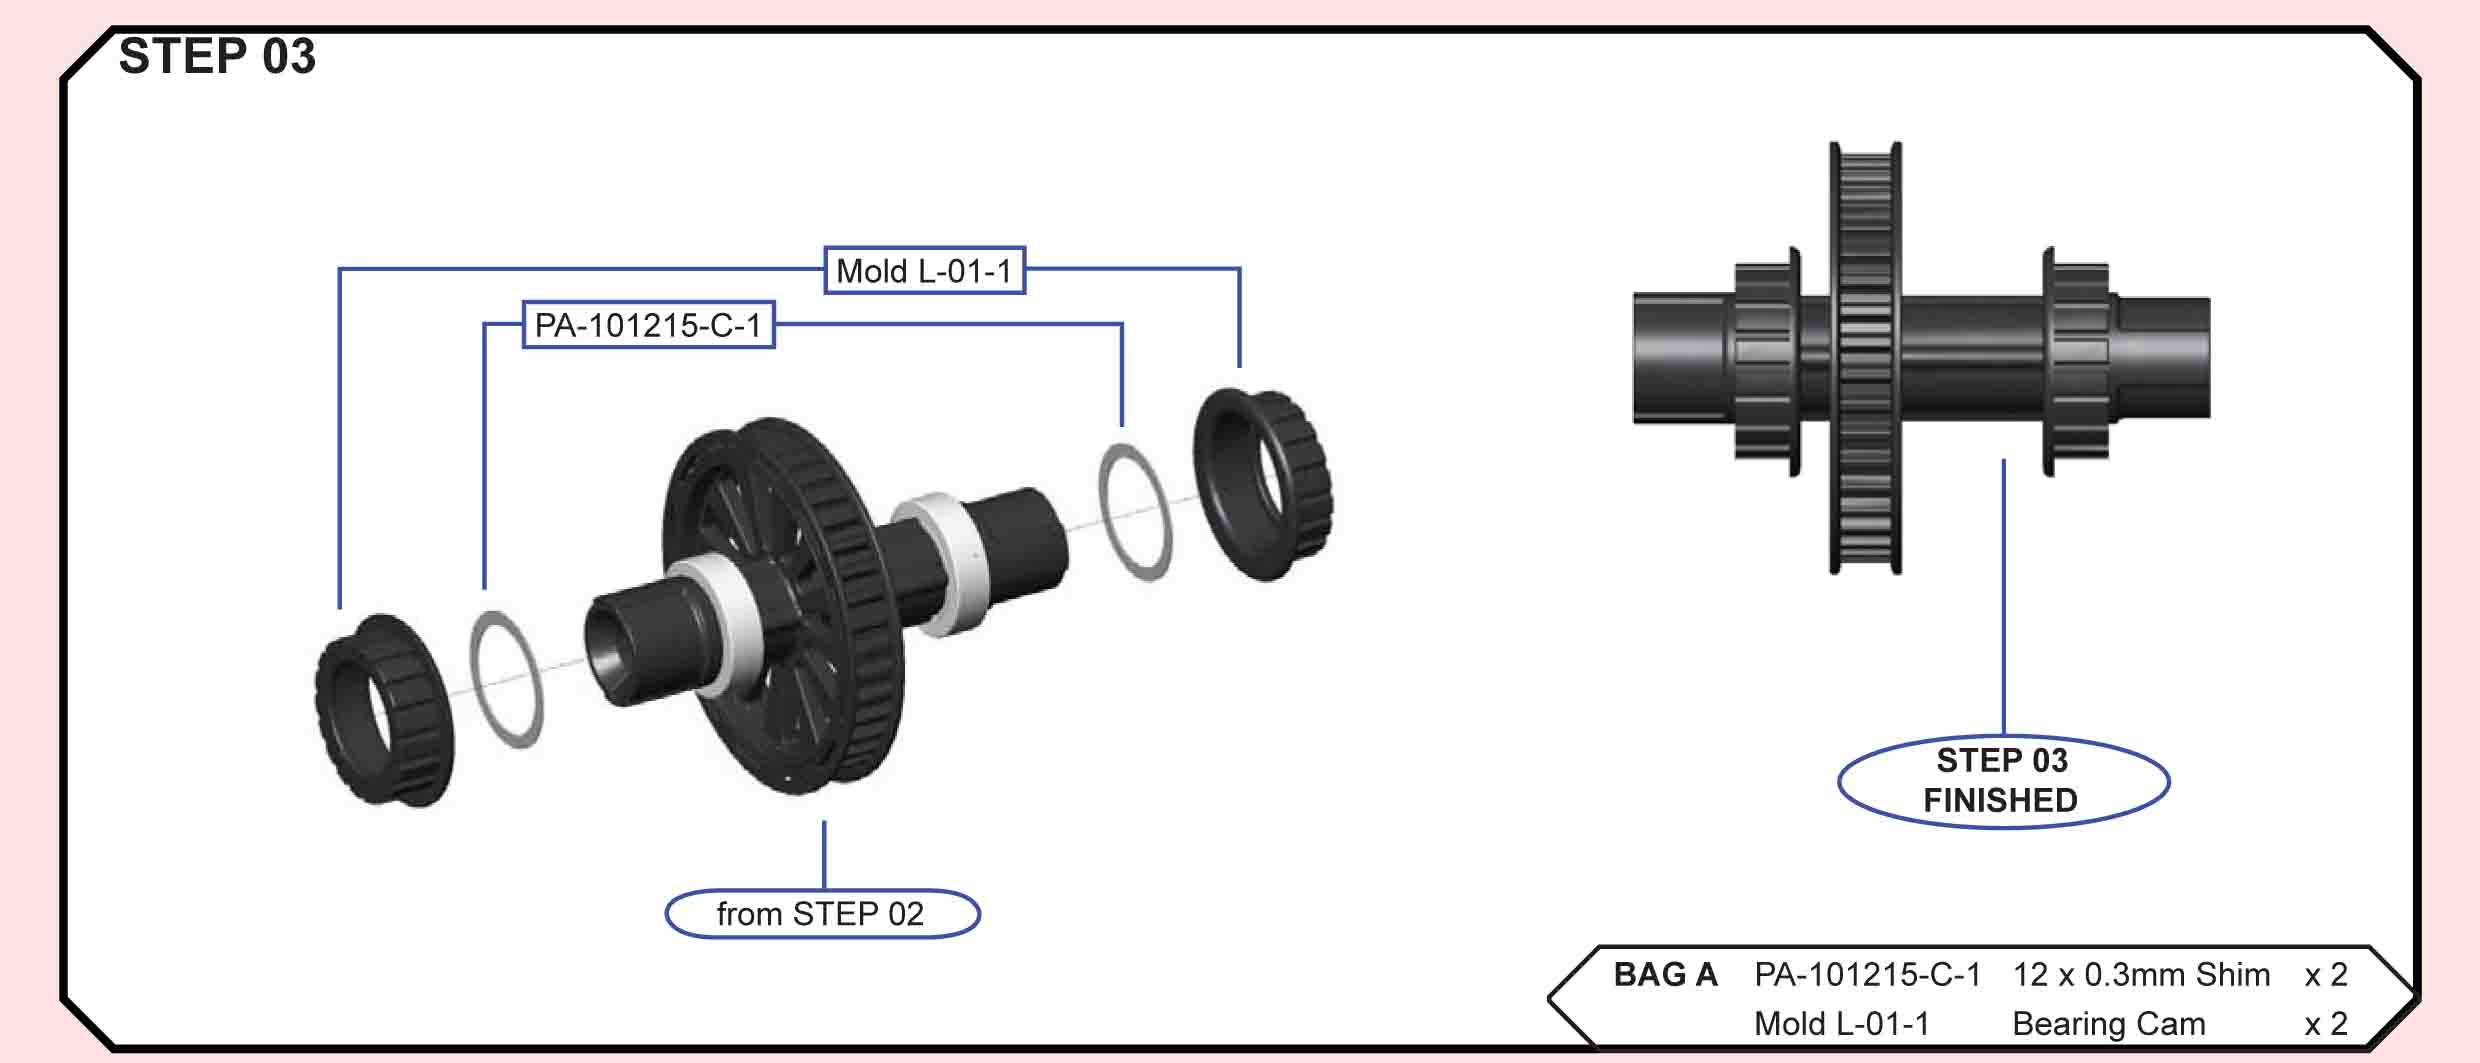 STEP 03
Mold L-01-1
PA-101215-C-1
from STEP 02
STEP 03
FINISHED
BAG A PA-101215-C-1 12 x 0.3mm Shim x 2
Mold L-01-1 Bearing Cam x 2